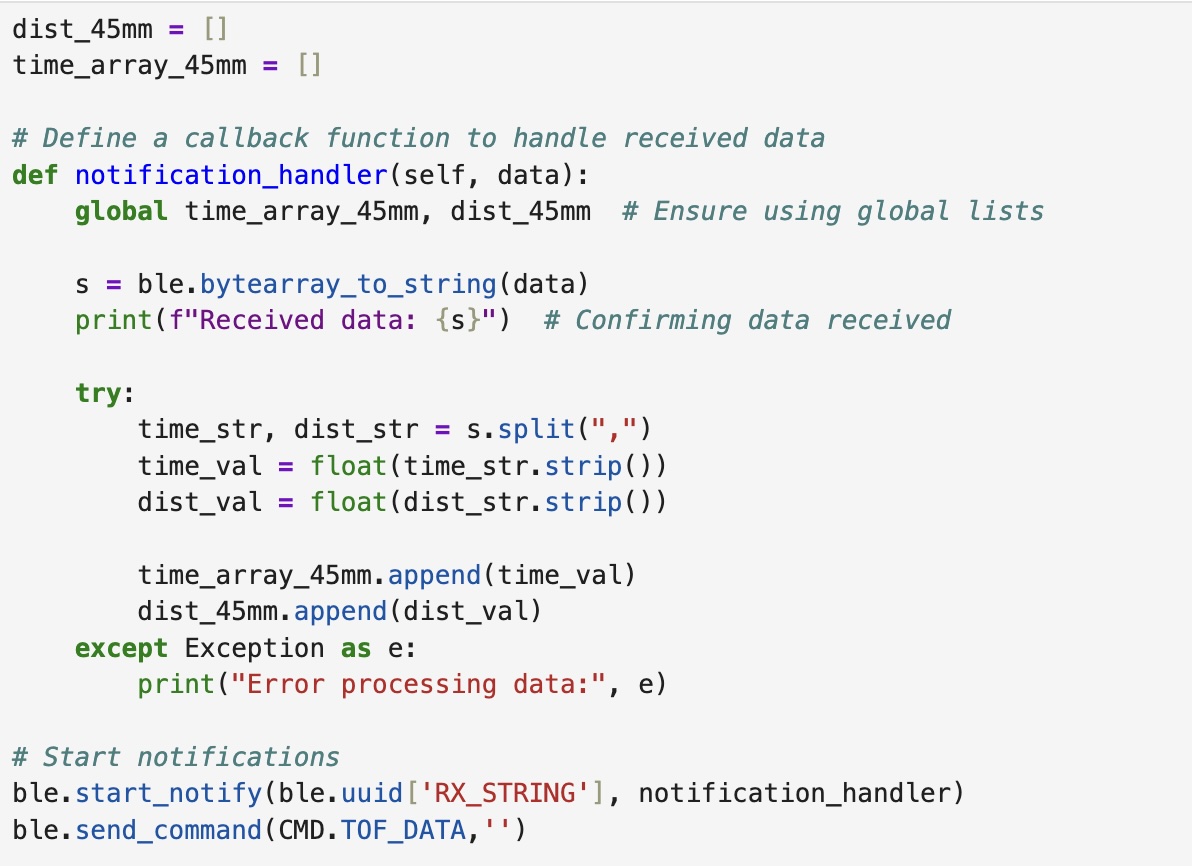 dist_45mm = []
time_array_45mm = []

# Define a callback function to handle received data
def notification_handler(self, data):
    global time_array_45mm, dist_45mm  # Ensure using global lists

    s = ble.bytearray_to_string(data)
    print(f"Received data: {s}")  # Confirming data received

    try:
        time_str, dist_str = s.split(",")
        time_val = float(time_str.strip())
        dist_val = float(dist_str.strip())

        time_array_45mm.append(time_val)
        dist_45mm.append(dist_val)
    except Exception as e:
        print("Error processing data:", e)

# Start notifications
ble.start_notify(ble.uuid['RX_STRING'], notification_handler)
ble.send_command(CMD.TOF_DATA,'')